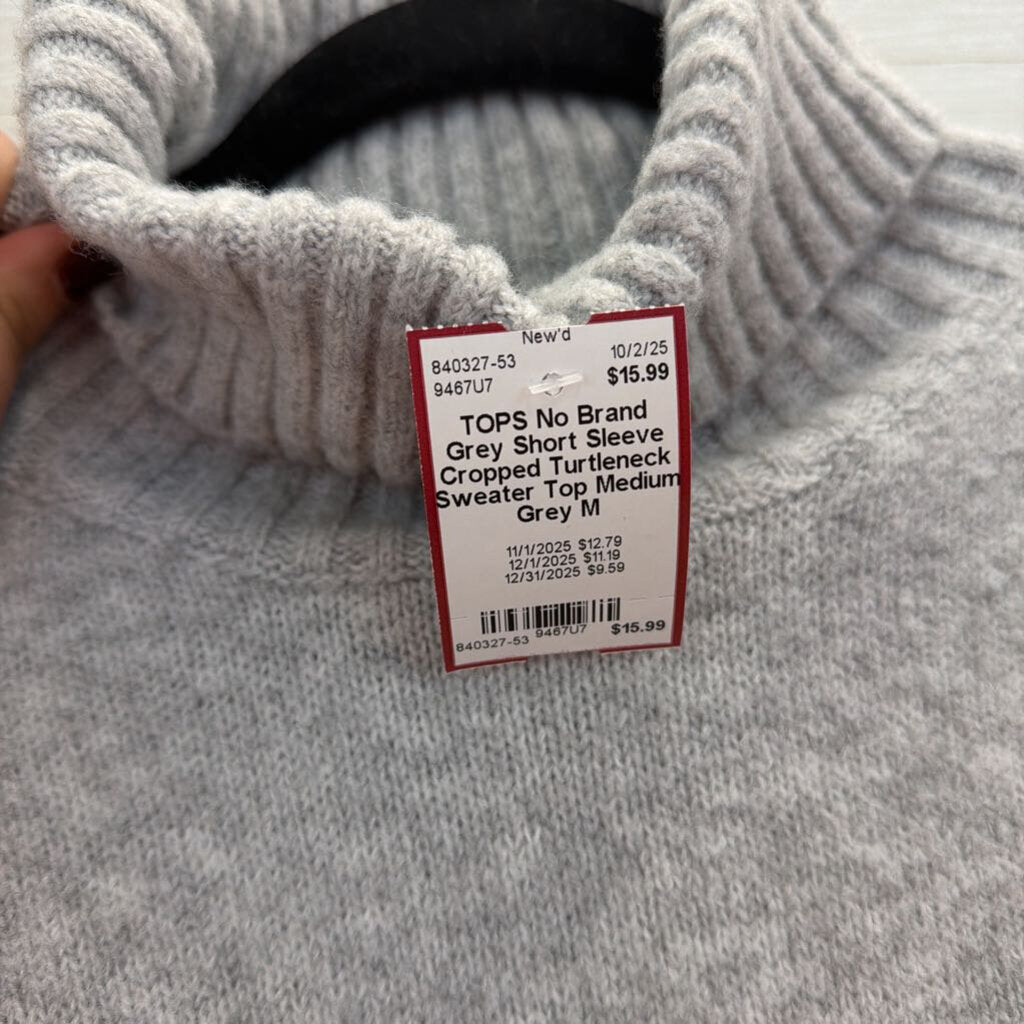 New'd
840327-53 10/2/25
9467U7 $15.99
TOPS No Brand
Grey Short Sleeve
Cropped Turtleneck
Sweater Top Medium
Grey M
11/1/2025 $12.79
12/1/2025 $11.19
12/31/2025 $9.59
840327-53 9467U7 $15.99